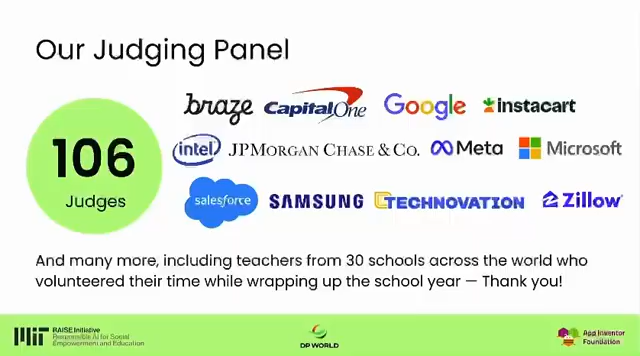 Our Judging Panel
106
Judges
braze Capital One Google instacart
intel JPMORGAN CHASE & CO. Meta Microsoft
salesforce SAMSUNG TECHNOVATION Zillow
And many more, including teachers from 30 schools across the world who
volunteered their time while wrapping up the school year — Thank you!
MIT RAISE Initiative
Responsible AI for Social
Empowerment and Education
DP WORLD
App Inventor
Foundation